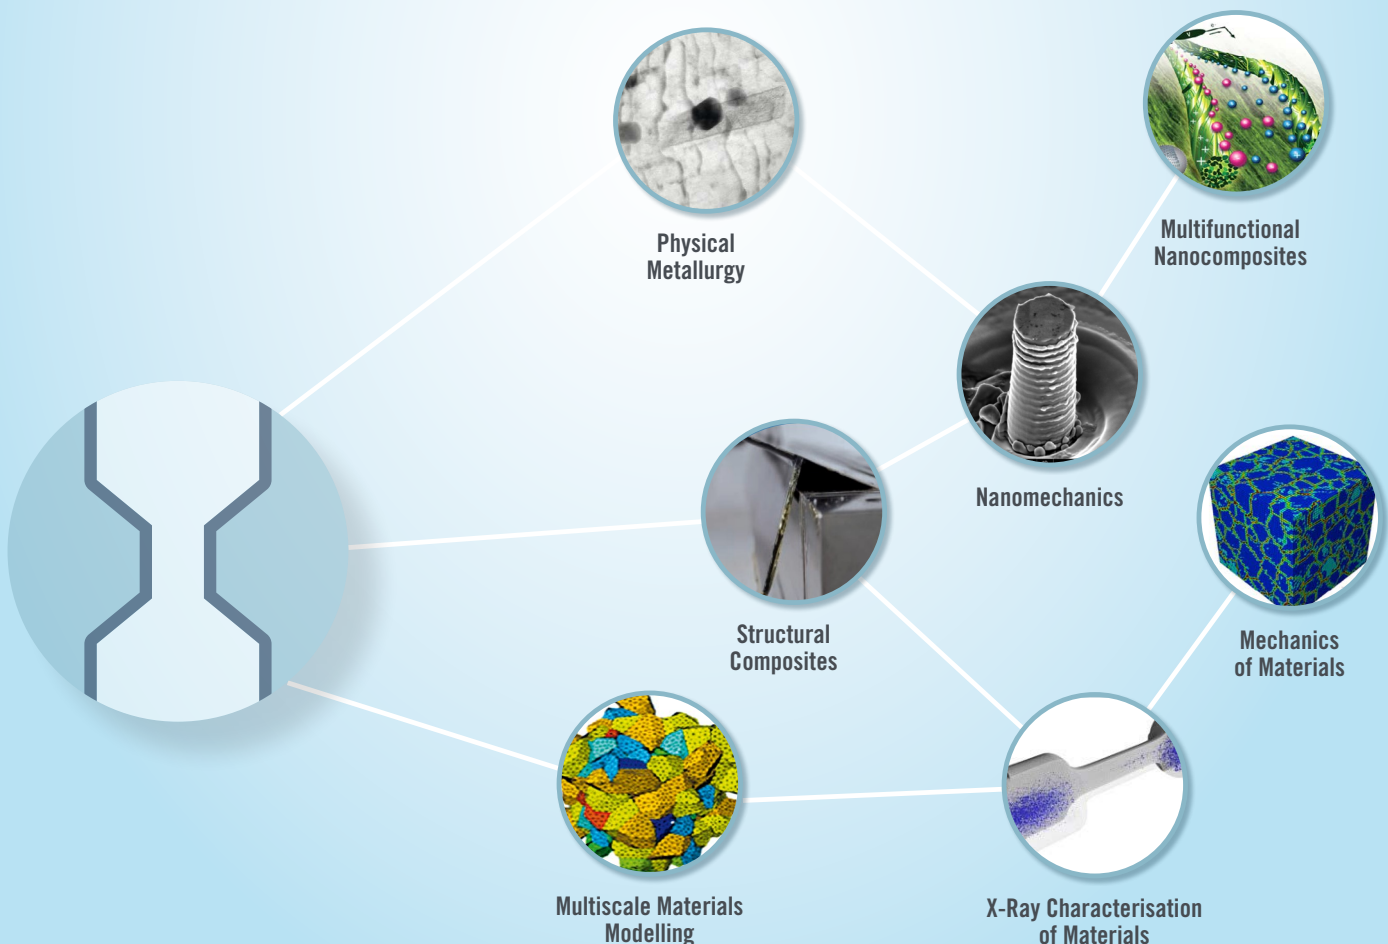 Physical
Metallurgy
Multifunctional
Nanocomposites
Nanomechanics
Structural
Composites
Mechanics
of Materials
Multiscale Materials
Modelling
X-Ray Characterisation
of Materials